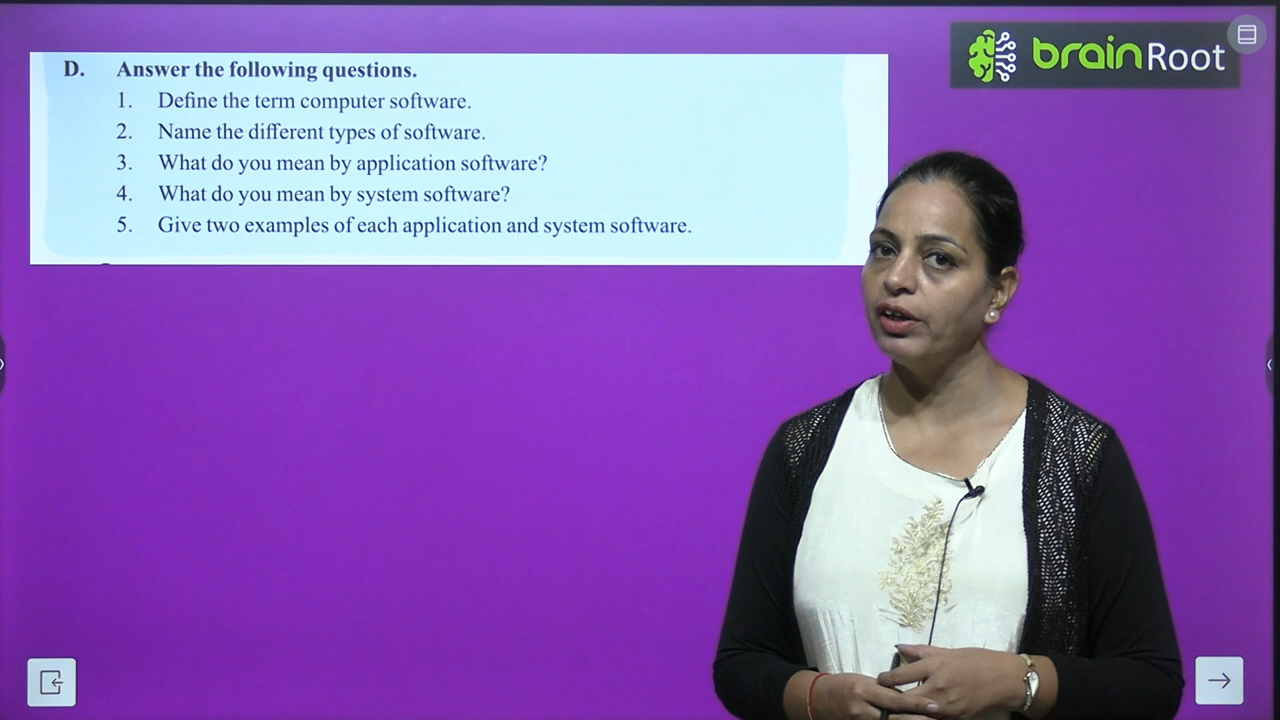 brainRoot
D. Answer the following questions.
1. Define the term computer software.
2. Name the different types of software.
3. What do you mean by application software?
4. What do you mean by system software?
5. Give two examples of each application and system software.